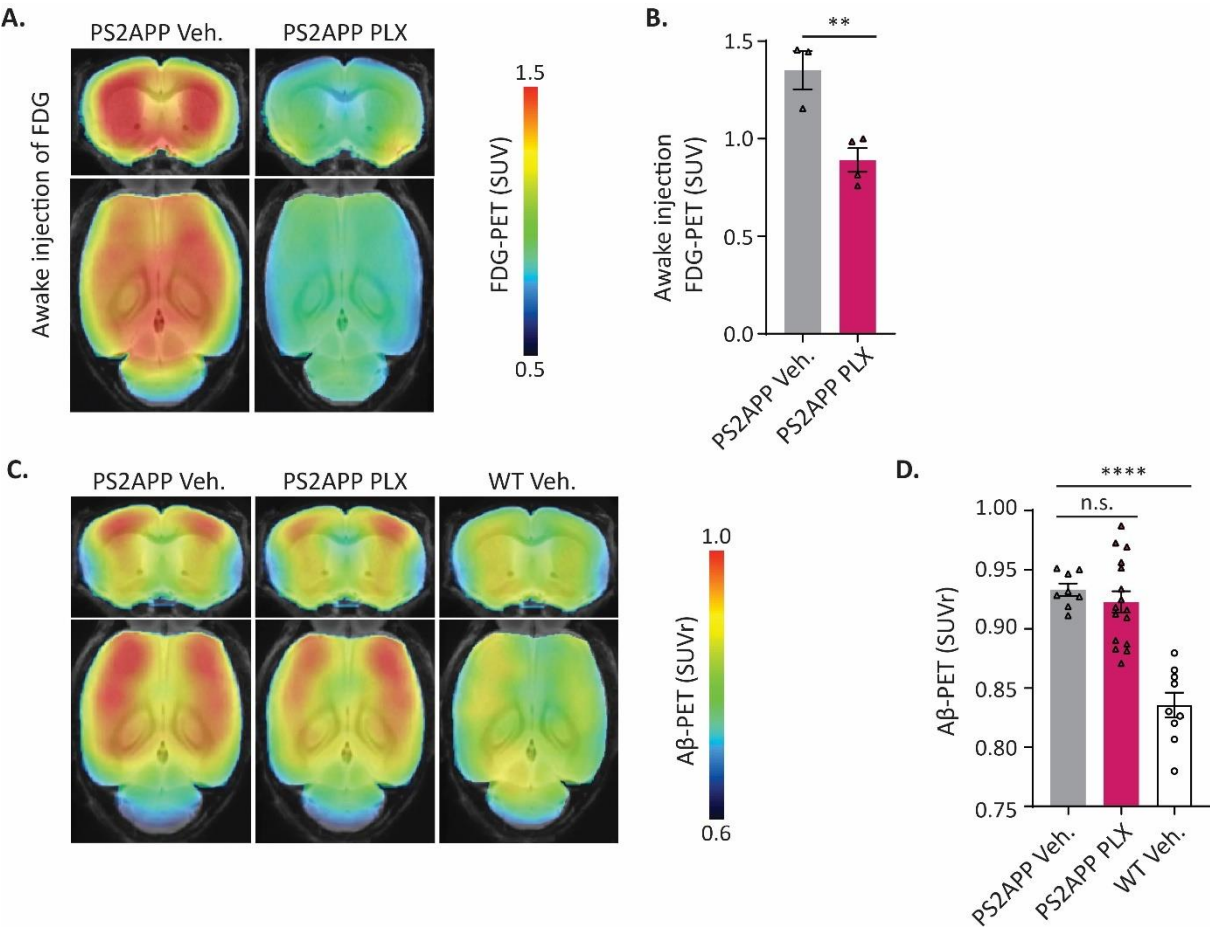 A.
PS2APP Veh.
PS2APP PLX
Awake injection of FDG
1.5
FDG-PET (SUV)
0.5
B.
**
Awake injection
FDG-PET (SUV)
1.5
1.0
0.5
0.0
PS2APP Veh.
PS2APP PLX
C.
PS2APP Veh.
PS2APP PLX
WT Veh.
1.0
Aβ-PET (SUVr)
0.6
D.
****
n.s.
Aβ-PET (SUVr)
1.00
0.95
0.90
0.85
0.80
0.75
PS2APP Veh.
PS2APP PLX
WT Veh.